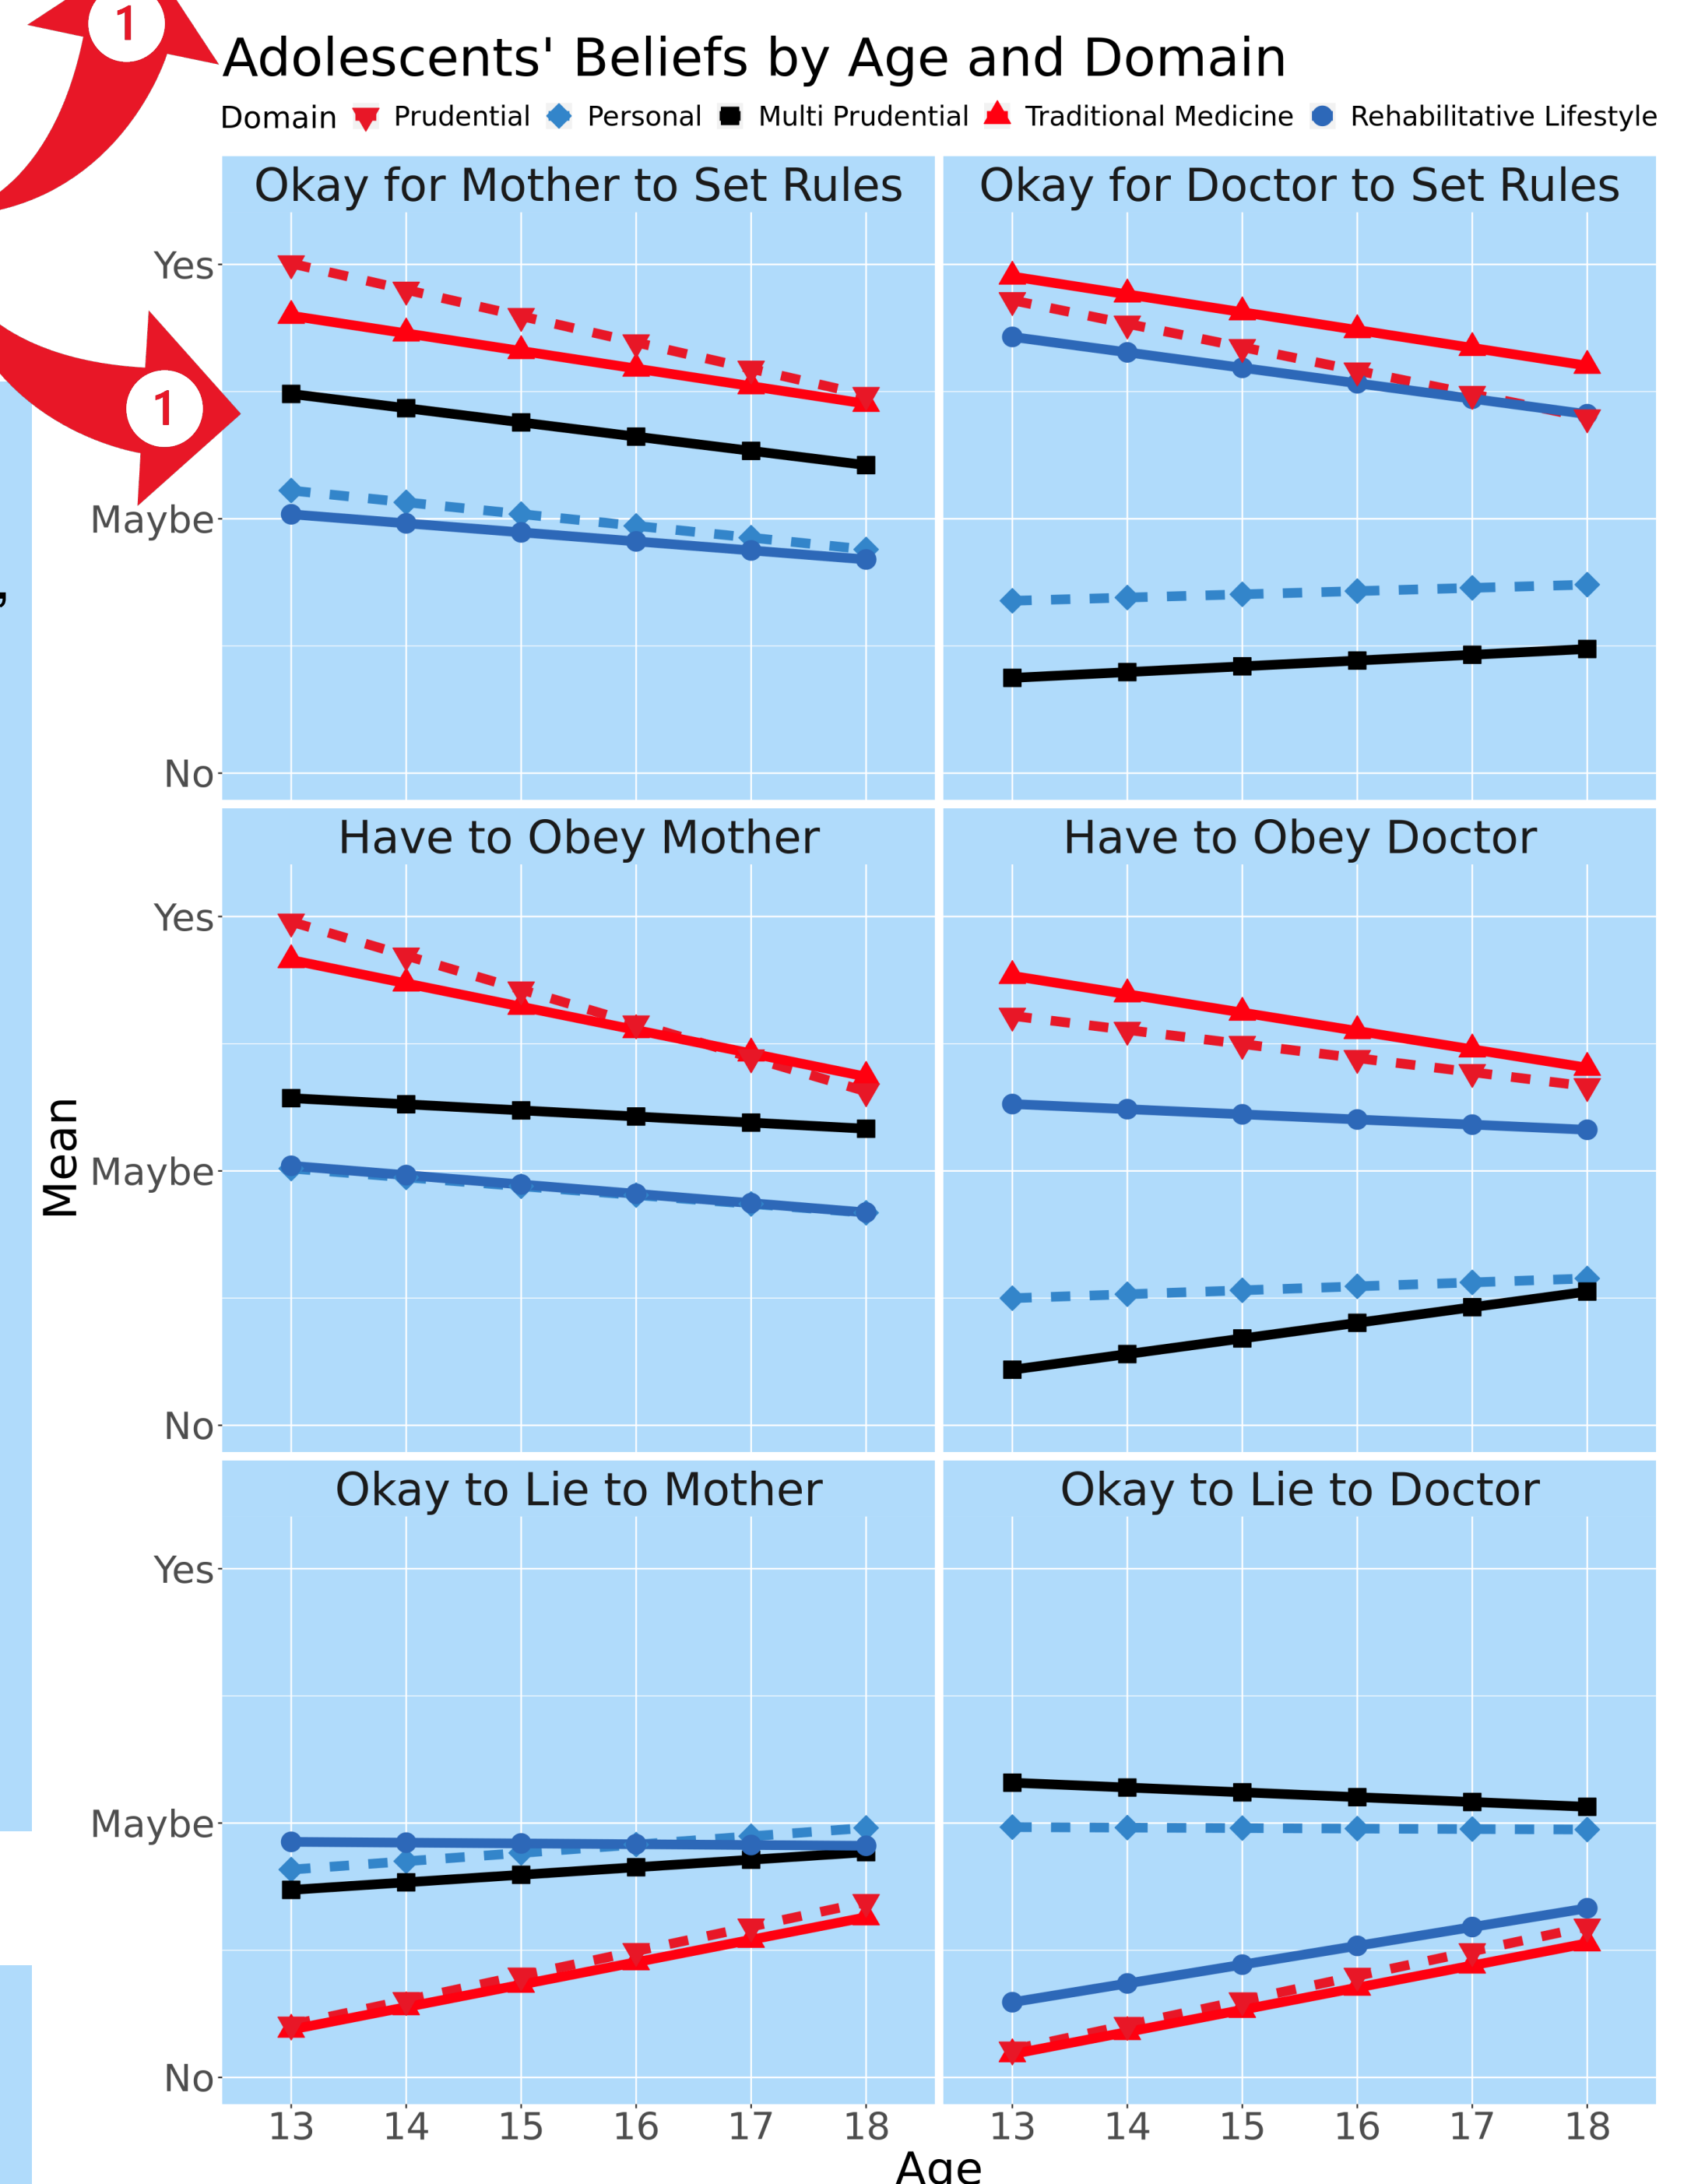 1
Adolescents' Beliefs by Age and Domain
Domain Prudential Personal Multi Prudential Traditional Medicine Rehabilitative Lifestyle
Okay for Mother to Set Rules Okay for Doctor to Set Rules
Yes
1
Maybe
,
No
Have to Obey Mother Have to Obey Doctor
Yes
Mean
Maybe
No
Okay to Lie to Mother Okay to Lie to Doctor
Yes
Maybe
No
13 14 15 16 17 18 13 14 15 16 17 18
Age